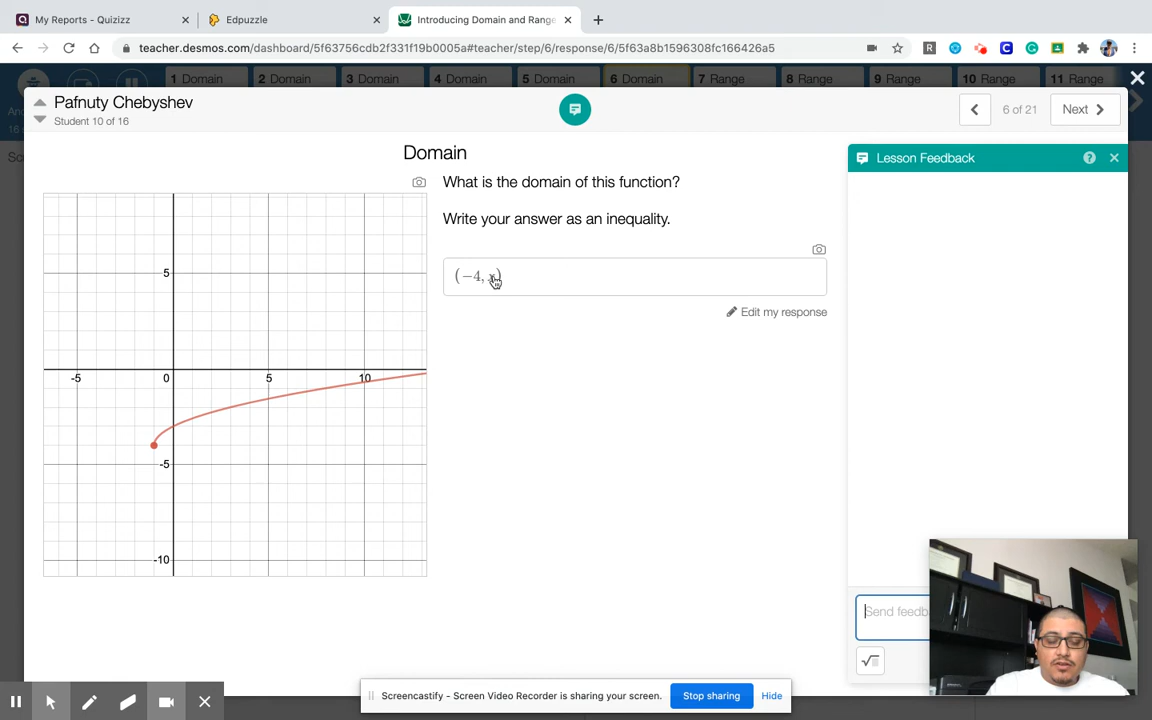 My Reports - Quizizz
Edpuzzle
Introducing Domain and Range
teacher.desmos.com/dashboard/5f63756cdb2f331f19b0005a#teacher/step/6/response/6/5f63a8b1596308fc166426a5
1 Domain
2 Domain
3 Domain
4 Domain
5 Domain
6 Domain
7 Range
8 Range
9 Range
10 Range
11 Range
Pafnuty Chebyshev
Student 10 of 16
6 of 21
Next
Domain
What is the domain of this function?
Write your answer as an inequality.
(−4, x)
Edit my response
5
-5
0
5
10
-5
-10
Lesson Feedback
Send feedb
Screencastify - Screen Video Recorder is sharing your screen.
Stop sharing
Hide